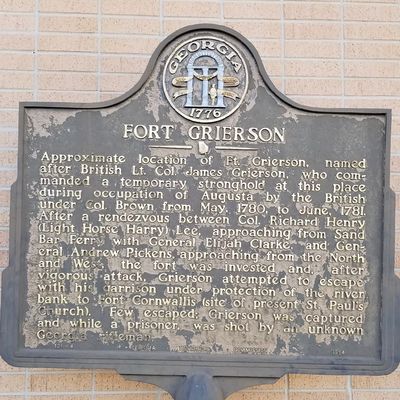 GEORGIA
1776
FORT GRIERSON
Approximate location of Ft. Grierson, named
after British Lt. Col. James Grierson, who com-
manded a temporary stronghold at this place
during occupation of Augusta by the British
under Col. Brown from May, 1780, to June, 1781.
After a rendezvous between Col. Richard Henry
(Light Horse Harry) Lee, approaching from Sand
Bar Ferry with General Elijah Clarke, and Gen-
eral Andrew Pickens, approaching from the North
and West, the fort was invested and, after
vigorous attack, Grierson attempted to escape
with his garrison under protection of the river
bank to Fort Cornwallis (site of present St. Paul's
Church). Few escaped. Grierson was captured
and while a prisoner, was shot by an unknown
Georgia rifleman.